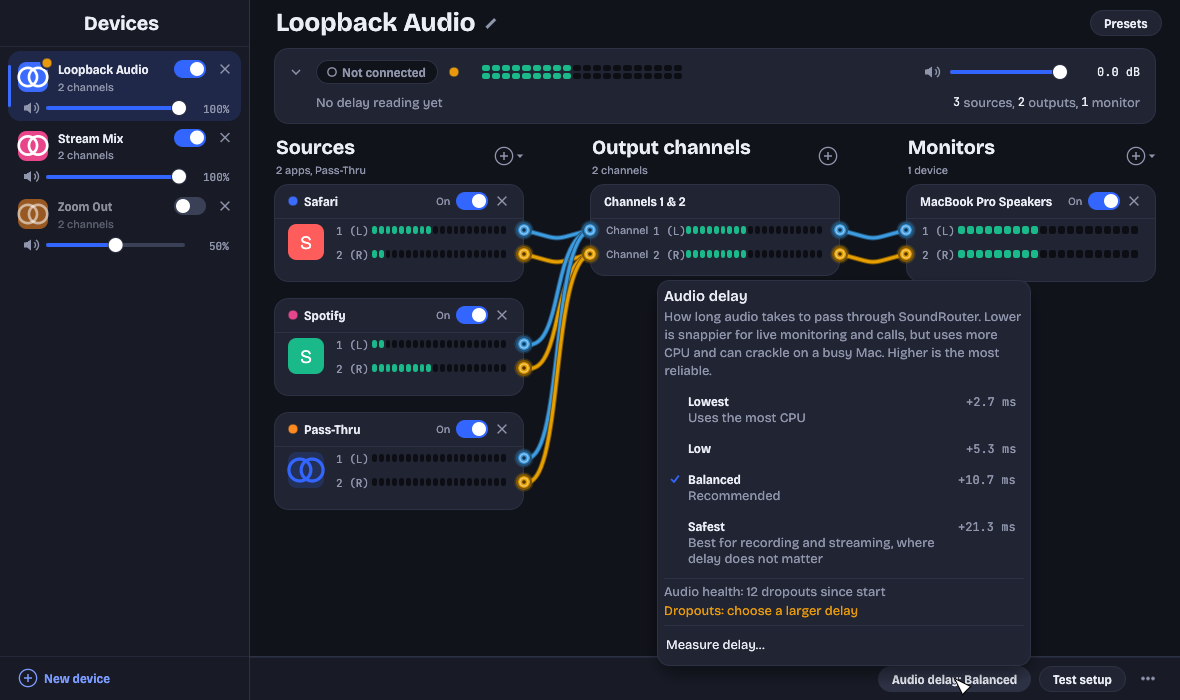 Devices
Loopback Audio
2 channels
100%
Stream Mix
2 channels
100%
Zoom Out
2 channels
50%
New device
Loopback Audio
Presets
Not connected
0.0 dB
No delay reading yet
3 sources, 2 outputs, 1 monitor
Sources
2 apps, Pass-Thru
Output channels
2 channels
Monitors
1 device
Safari
On
S
1 (L)
2 (R)
Spotify
On
S
1 (L)
2 (R)
Pass-Thru
On
1 (L)
2 (R)
Channels 1 & 2
Channel 1 (L)
Channel 2 (R)
MacBook Pro Speakers
On
1 (L)
2 (R)
Audio delay
How long audio takes to pass through SoundRouter. Lower
is snappier for live monitoring and calls, but uses more
CPU and can crackle on a busy Mac. Higher is the most
reliable.
Lowest
+2.7 ms
Uses the most CPU
Low
+5.3 ms
Balanced
+10.7 ms
Recommended
Safest
+21.3 ms
Best for recording and streaming, where
delay does not matter
Audio health: 12 dropouts since start
Dropouts: choose a larger delay
Measure delay...
Audio delay: Balanced
Test setup